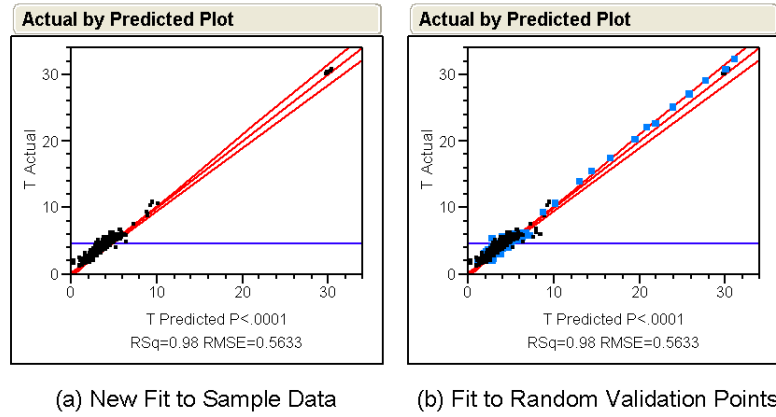 Actual by Predicted Plot
30
20
10
0
T Actual
0 10 20 30
T Predicted P<.0001
RSq=0.98 RMSE=0.5633
(a) New Fit to Sample Data
Actual by Predicted Plot
30
20
10
0
T Actual
0 10 20 30
T Predicted P<.0001
RSq=0.98 RMSE=0.5633
(b) Fit to Random Validation Points